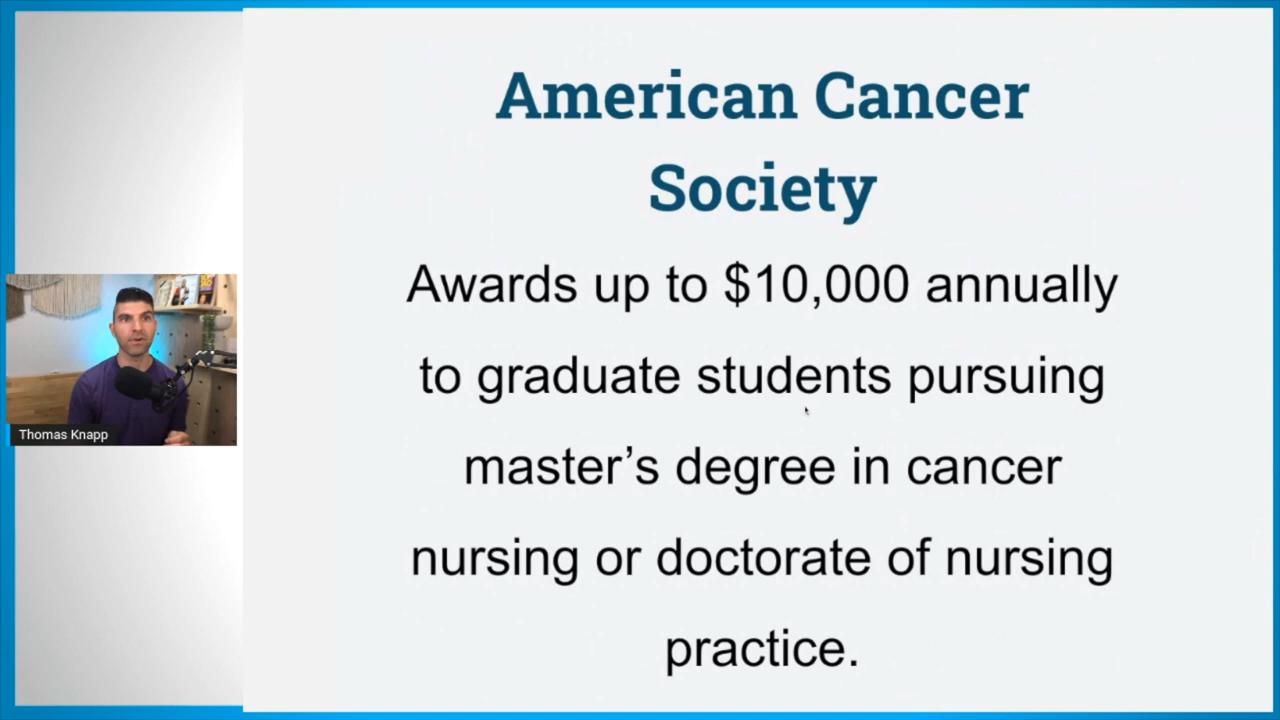 American Cancer
Society
Awards up to $10,000 annually
to graduate students pursuing
master’s degree in cancer
nursing or doctorate of nursing
practice.
Thomas Knapp